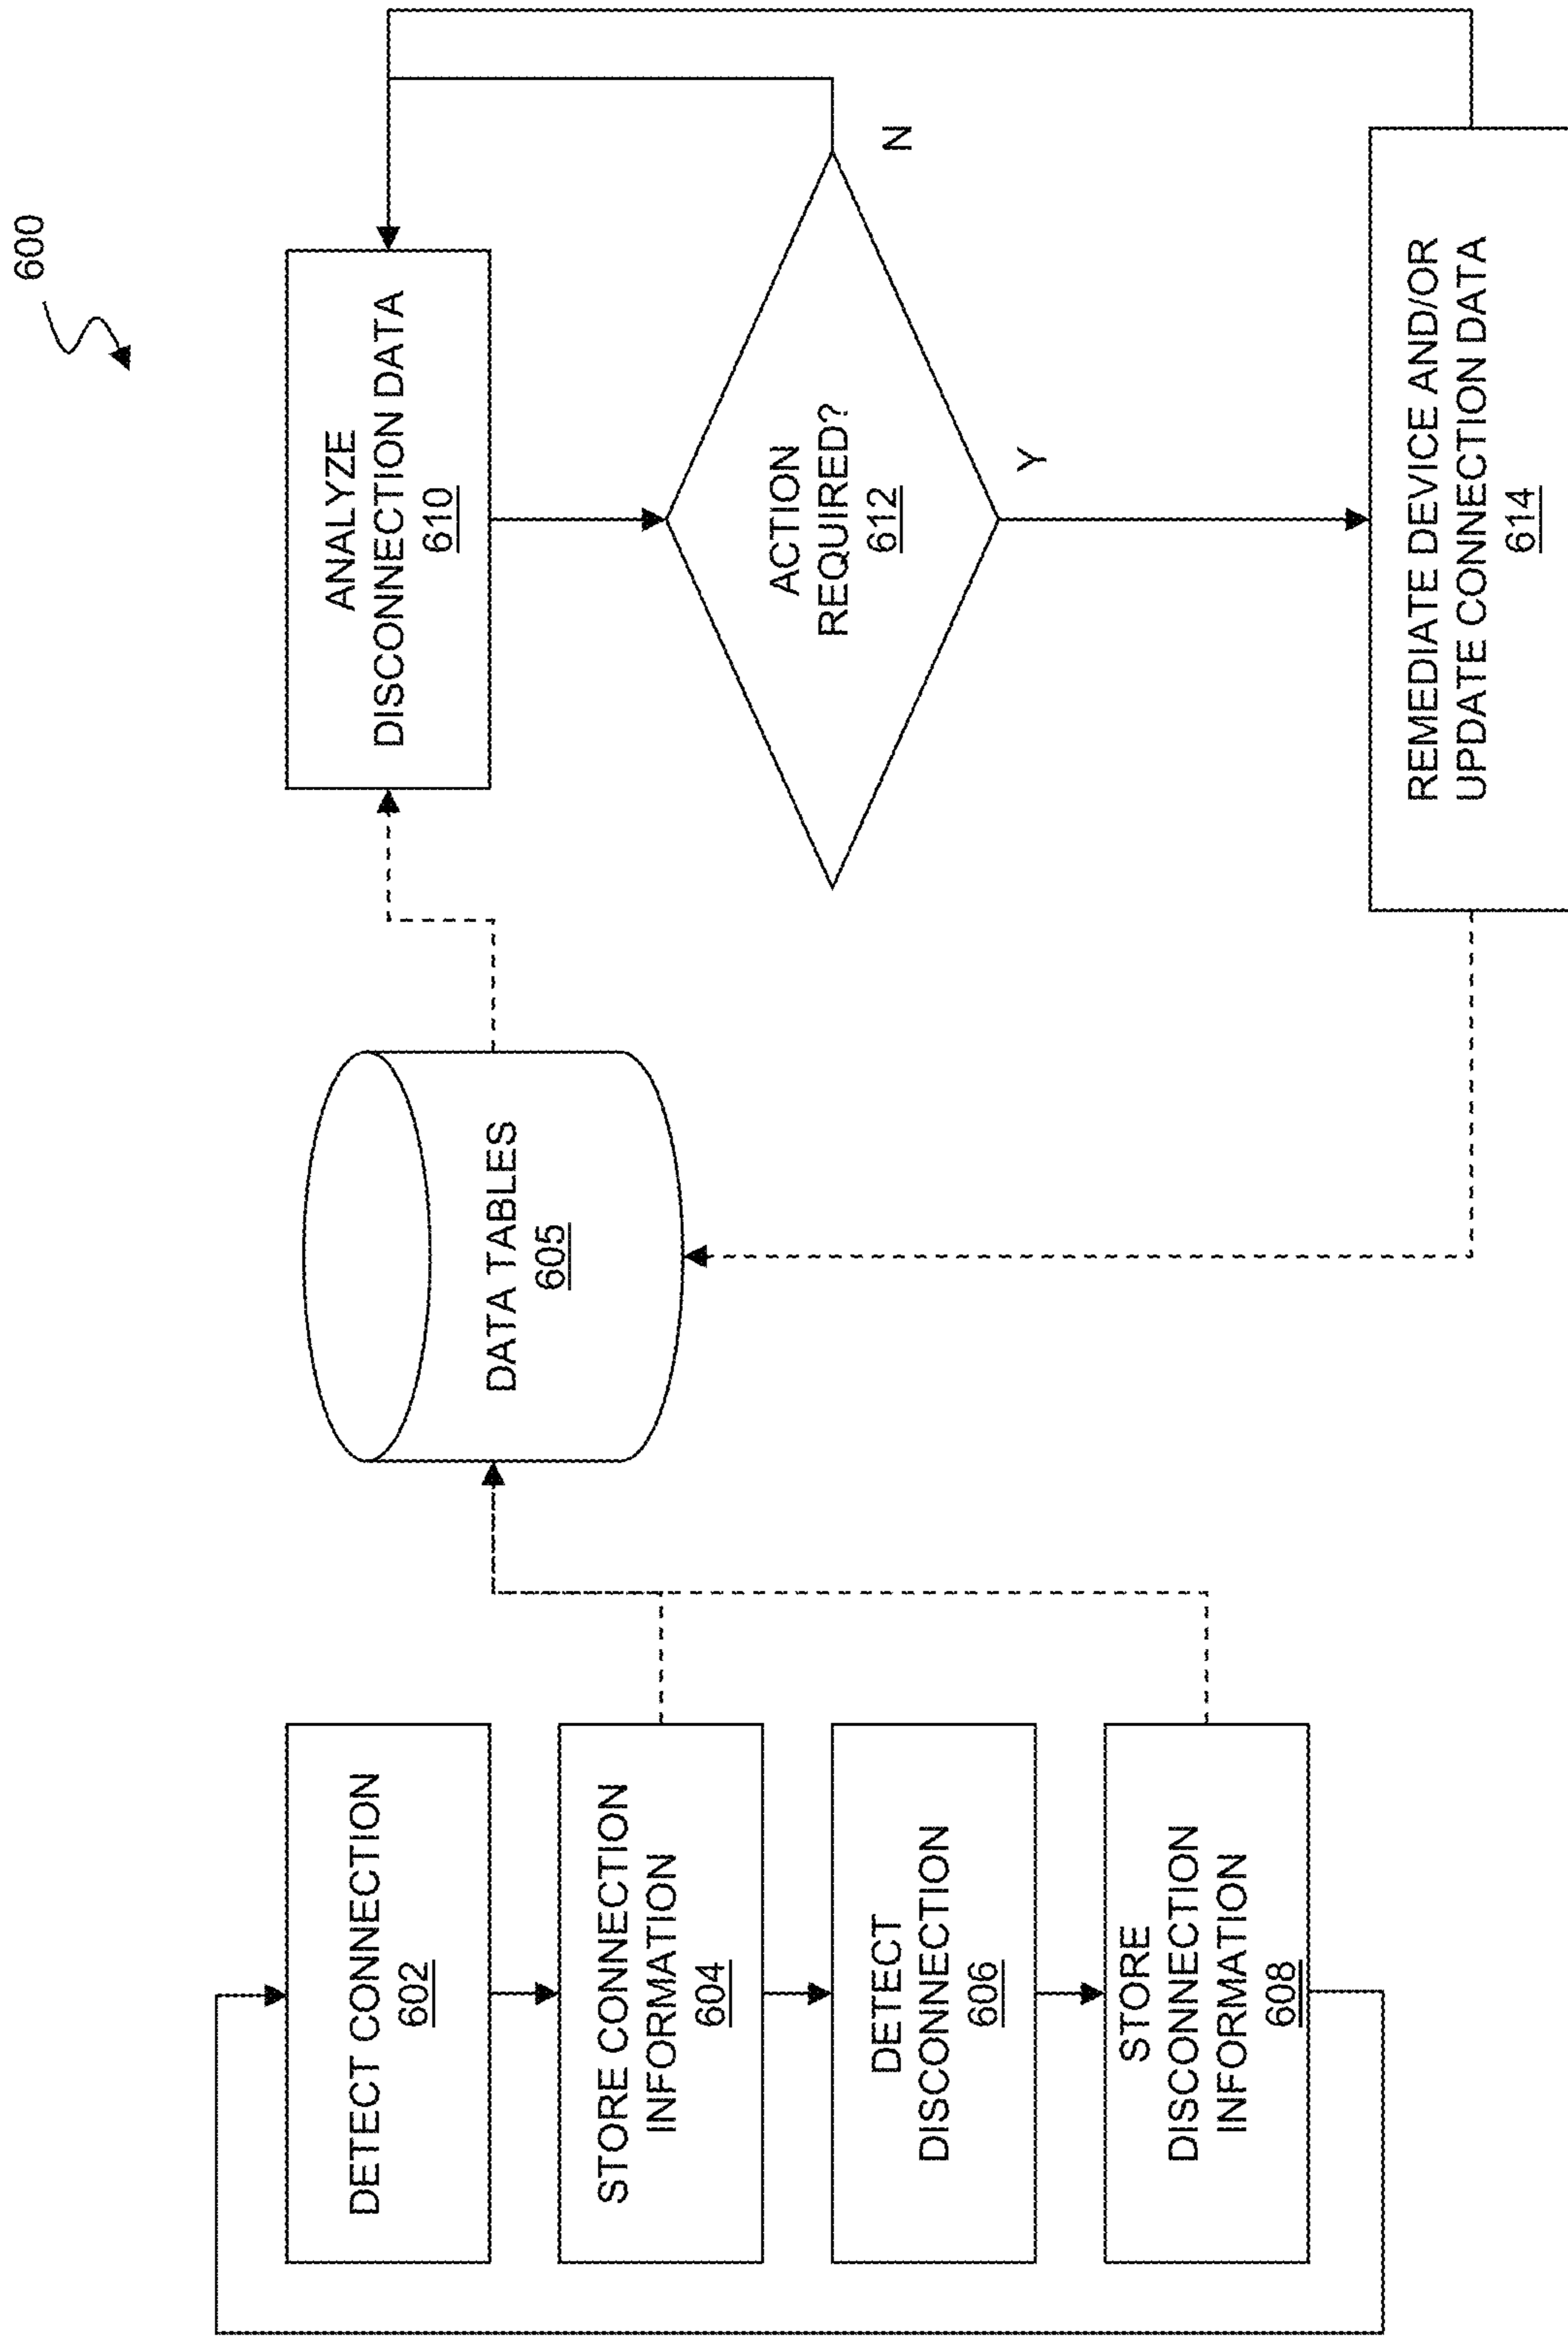 600
DETECT CONNECTION
602
STORE CONNECTION
INFORMATION
604
DETECT
DISCONNECTION
606
STORE
DISCONNECTION
INFORMATION
608
DATA TABLES
605
ANALYZE
DISCONNECTION DATA
610
ACTION
REQUIRED?
612
N
Y
REMEDIATE DEVICE AND/OR
UPDATE CONNECTION DATA
614